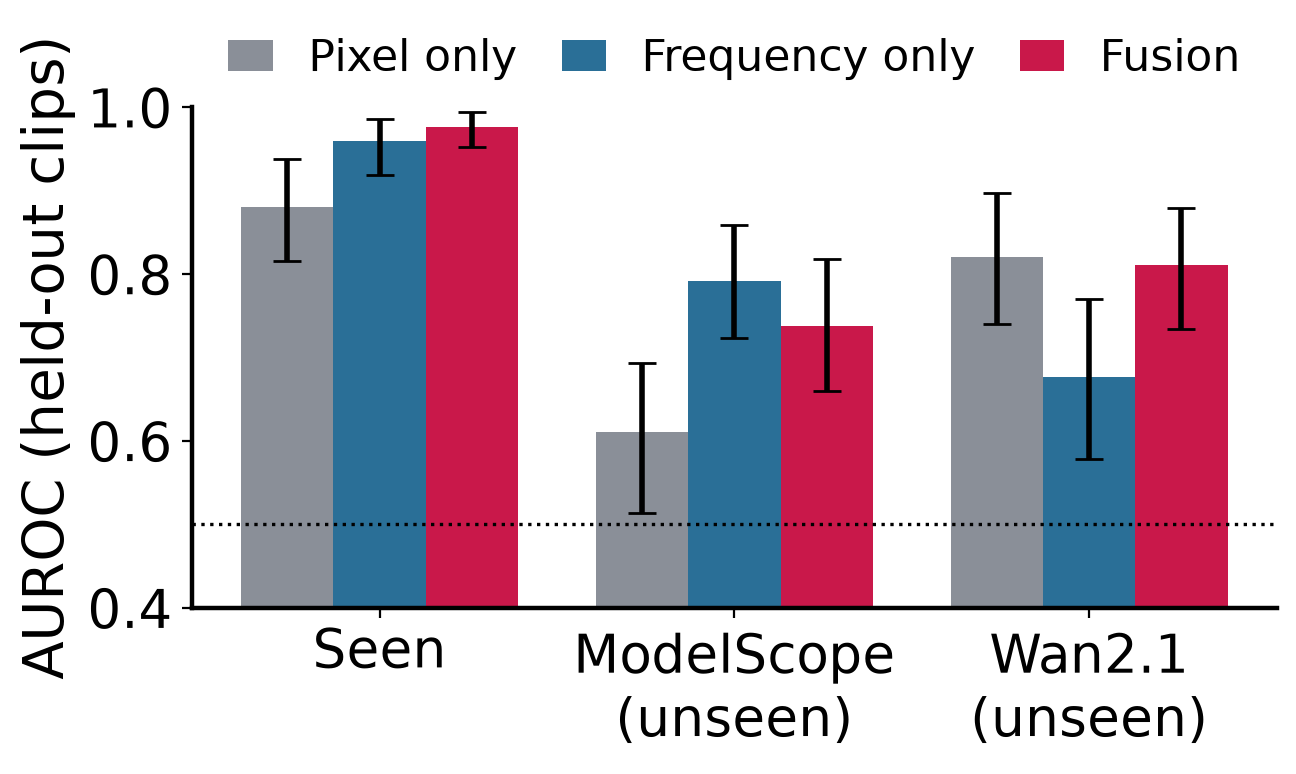 Pixel only Frequency only Fusion
AUROC (held-out clips)
1.0
0.8
0.6
0.4
Seen
ModelScope
(unseen)
Wan2.1
(unseen)